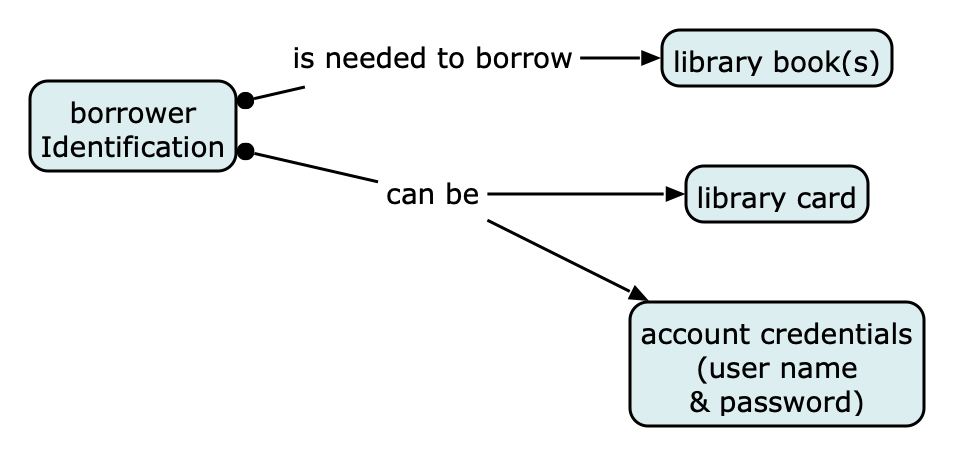 is needed to borrow
library book(s)
borrower
Identification
can be
library card
account credentials
(user name
& password)